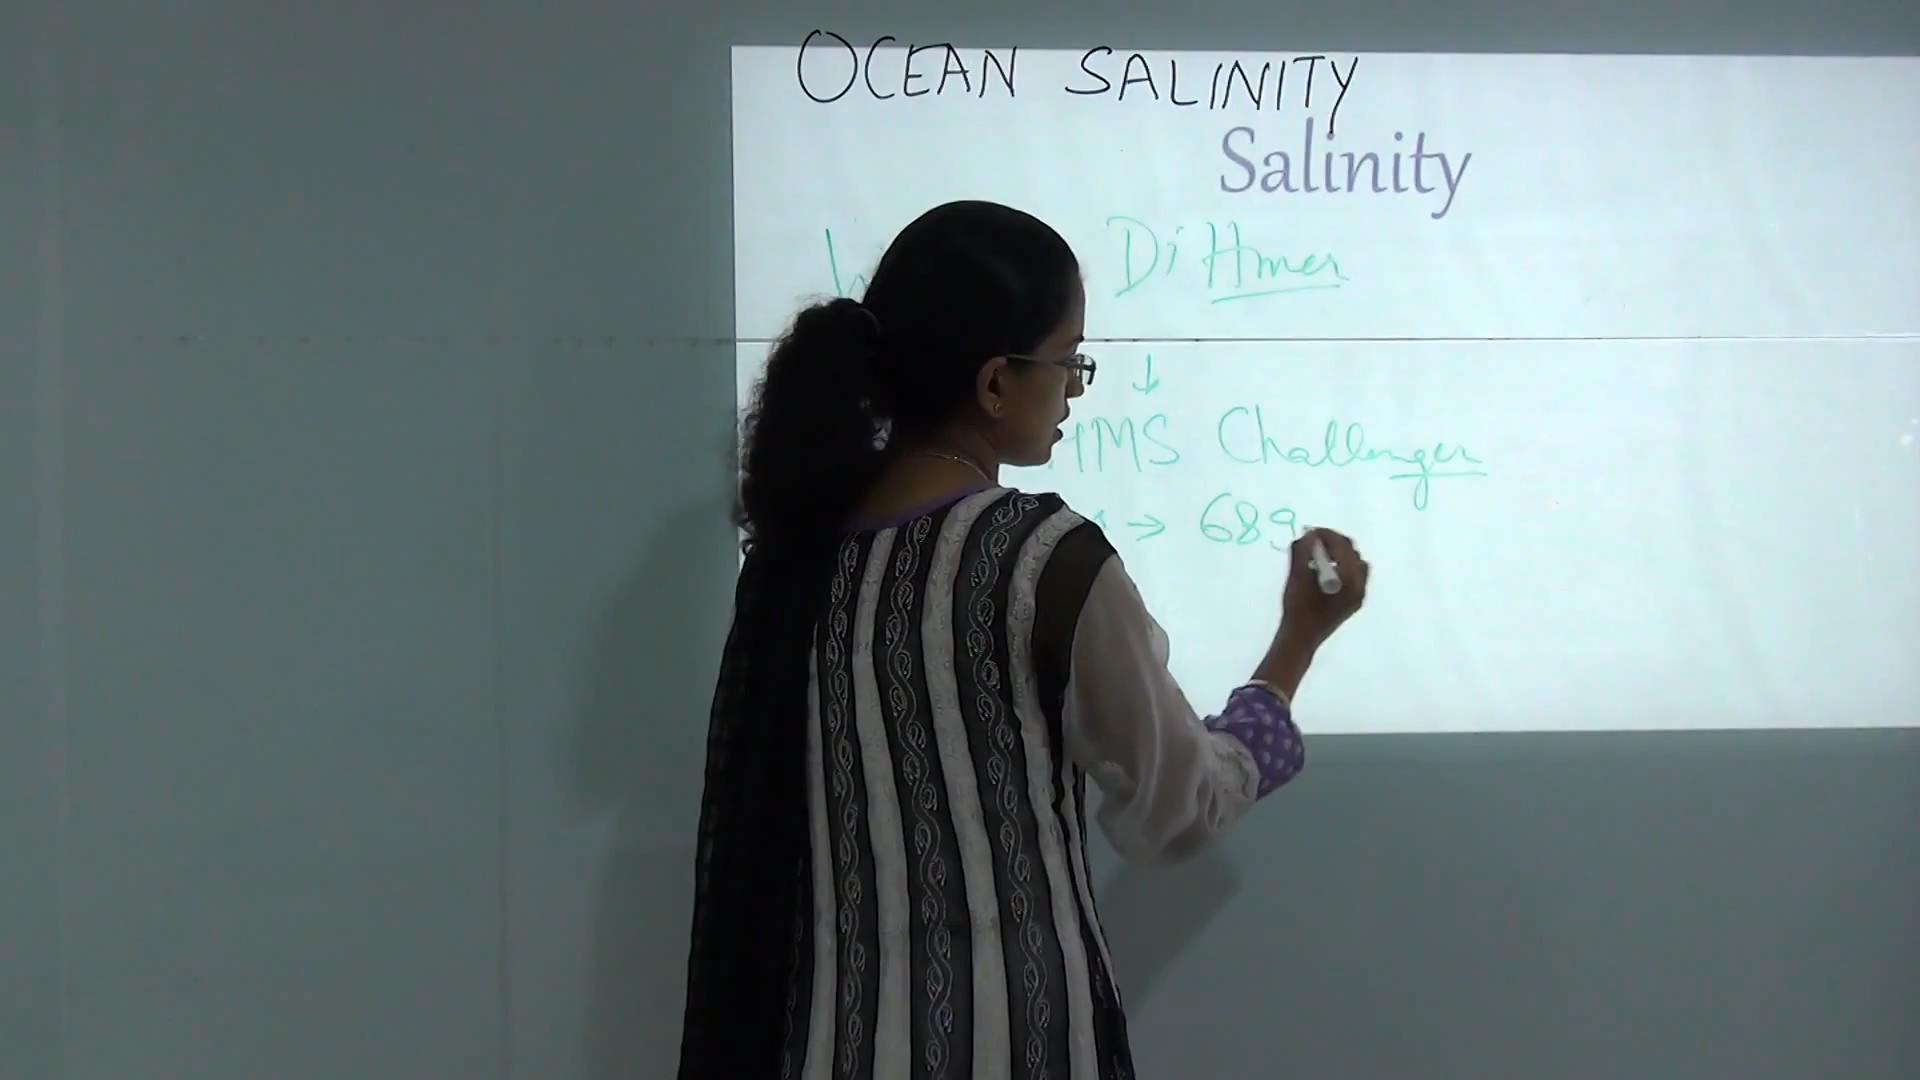 OCEAN SALINITY
Salinity
Dittmer
HMS Challenger
→ 689